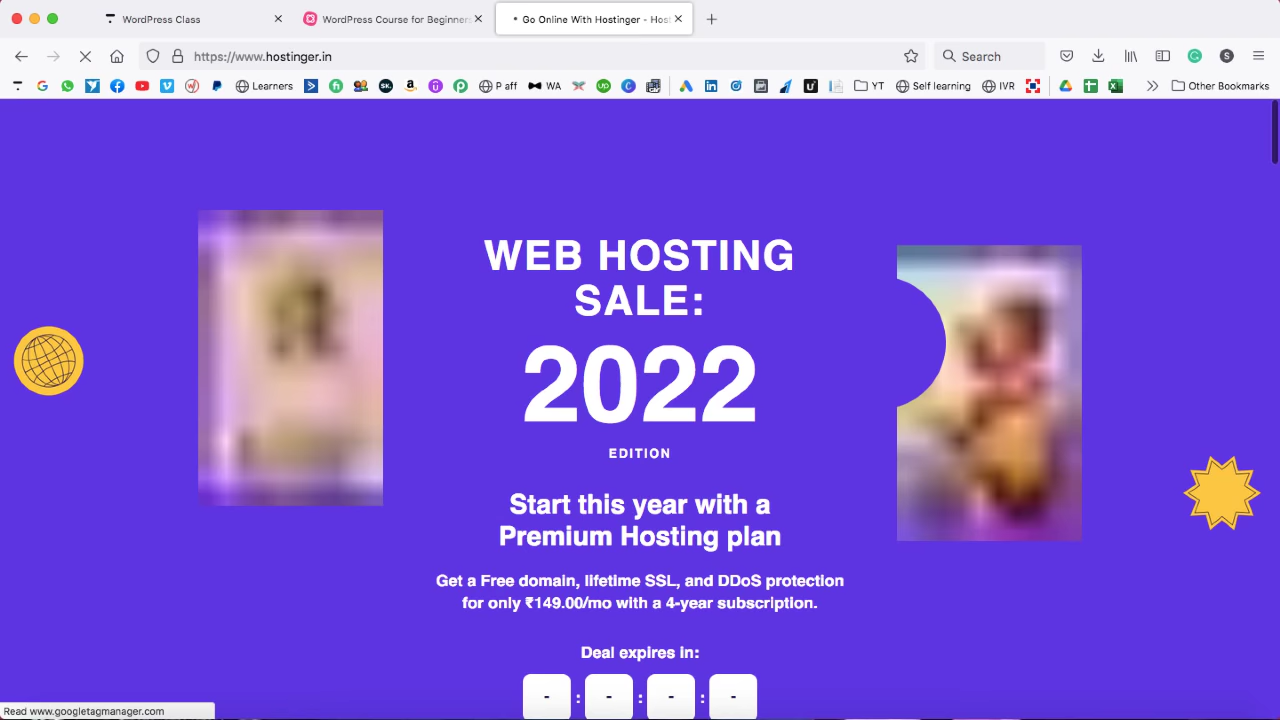 WordPress Class
WordPress Course for Beginners
Go Online With Hostinger - Host
https://www.hostinger.in
Search
Learners
P aff
WA
YT
Self learning
IVR
Other Bookmarks
WEB HOSTING
SALE:
2022
EDITION
Start this year with a
Premium Hosting plan
Get a Free domain, lifetime SSL, and DDoS protection
for only ₹149.00/mo with a 4-year subscription.
Deal expires in:
- : - : - : -
Read www.googletagmanager.com